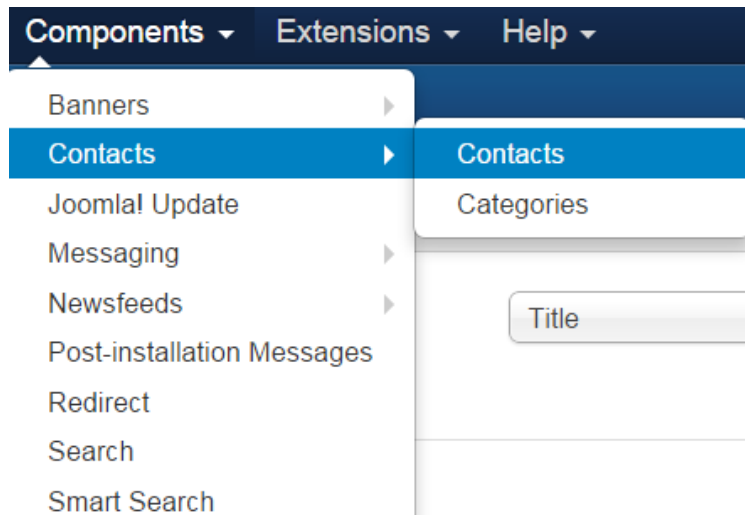 Components Extensions Help
Banners
Contacts Contacts
Joomla! Update Categories
Messaging
Newsfeeds Title
Post-installation Messages
Redirect
Search
Smart Search